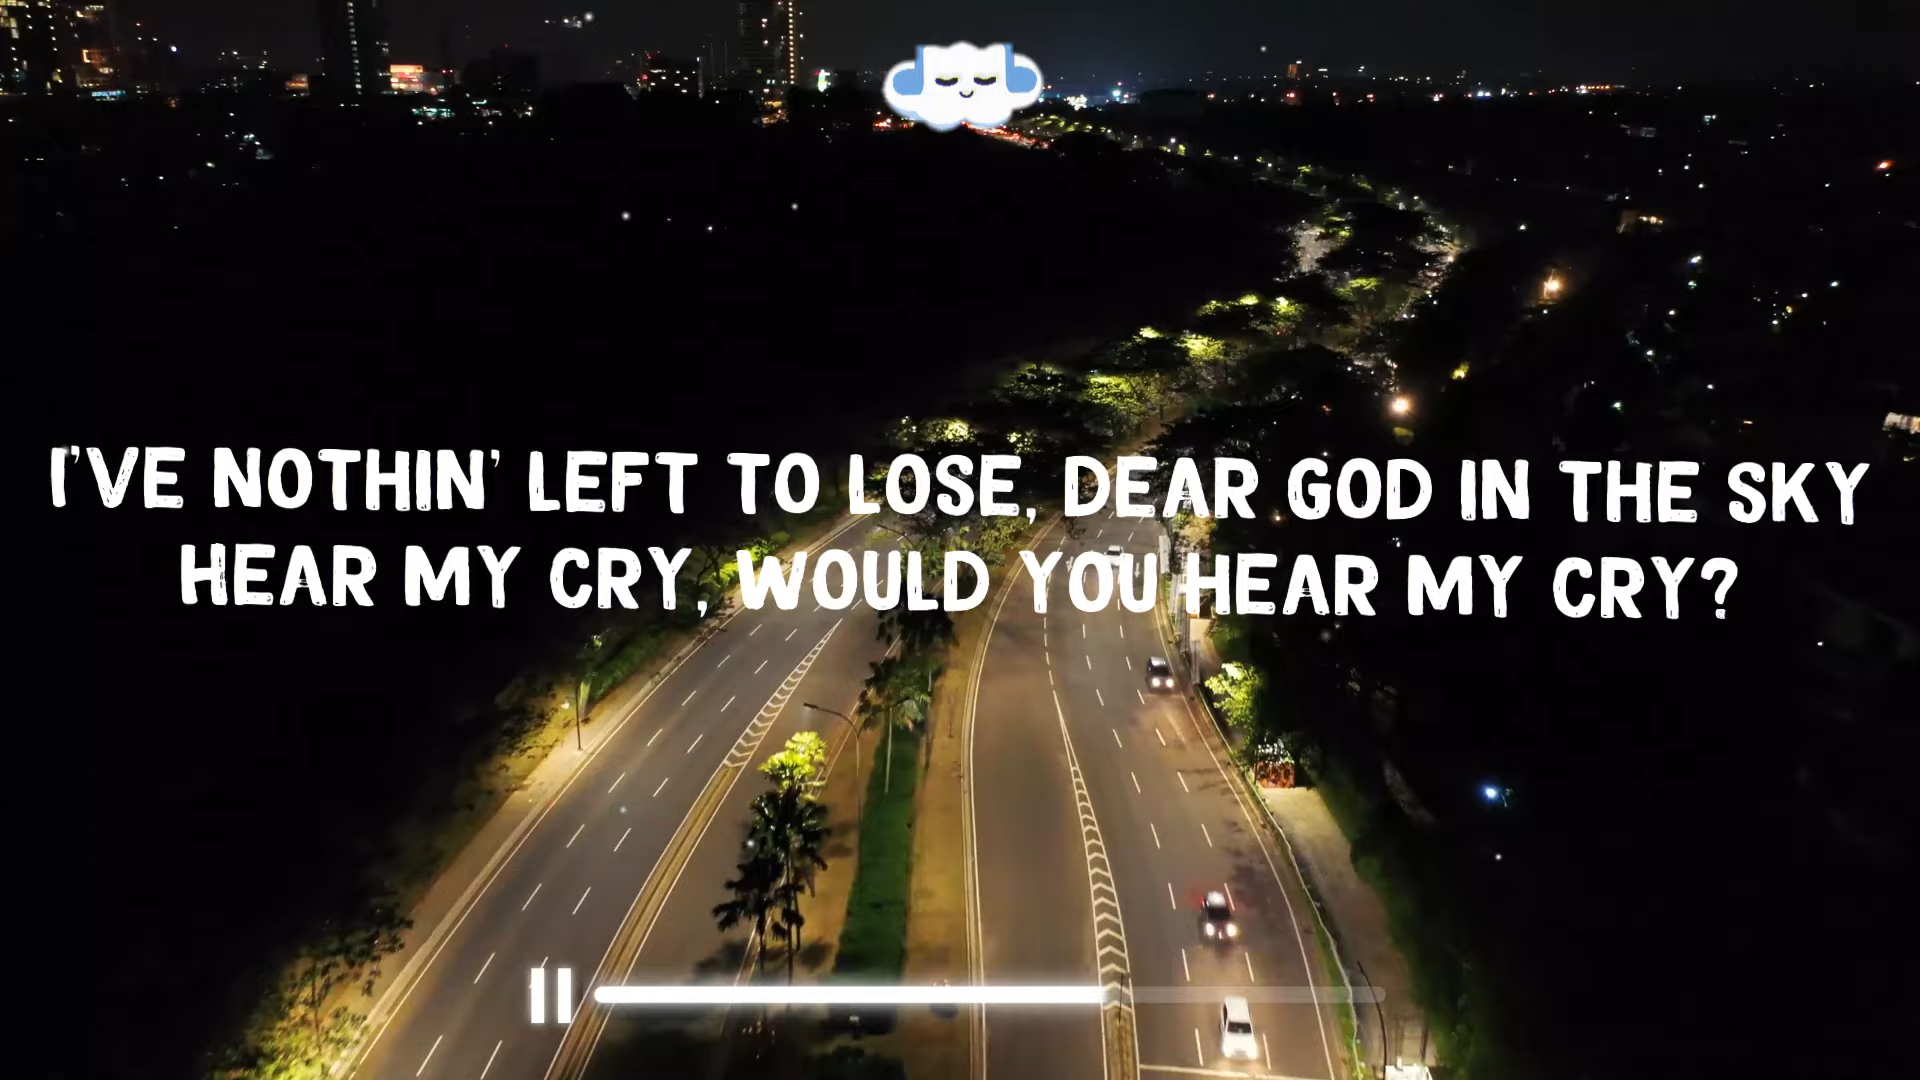 I'VE NOTHIN' LEFT TO LOSE, DEAR GOD IN THE SKY
HEAR MY CRY, WOULD YOU HEAR MY CRY?